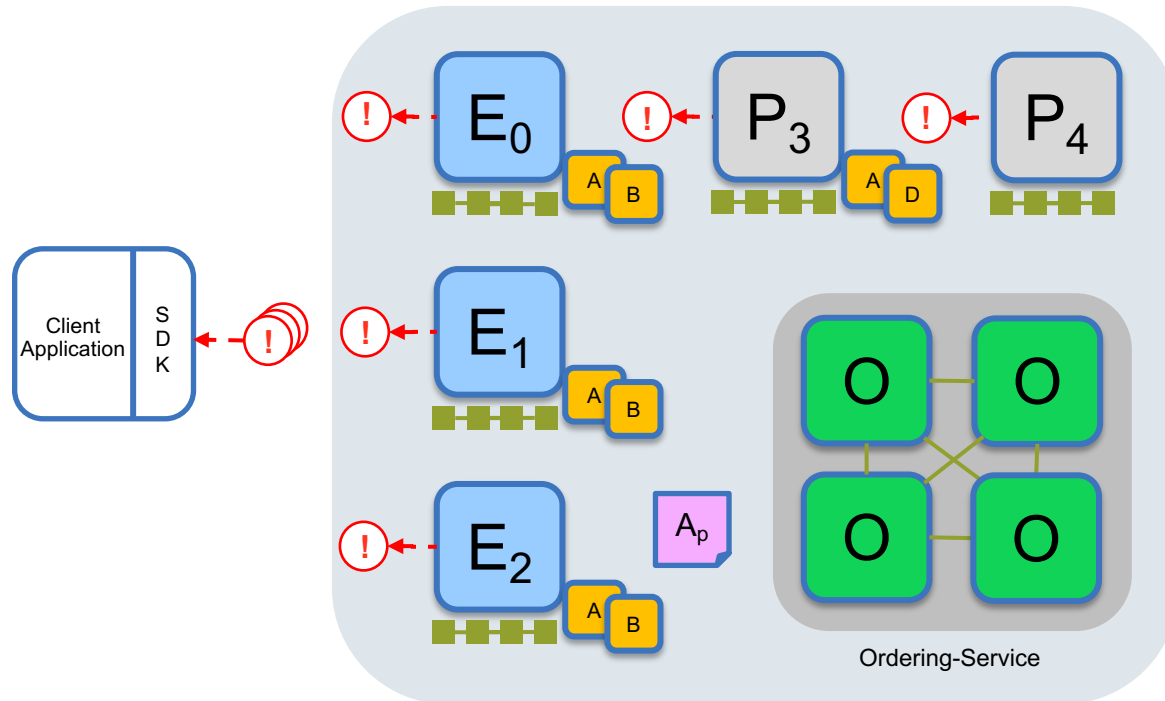 ! E₀ ! P₃ ! P₄
A B A D
Client
Application
S
D
K
!
! E₁
A B
O O
! E₂
Aₚ
O O
A B
Ordering-Service